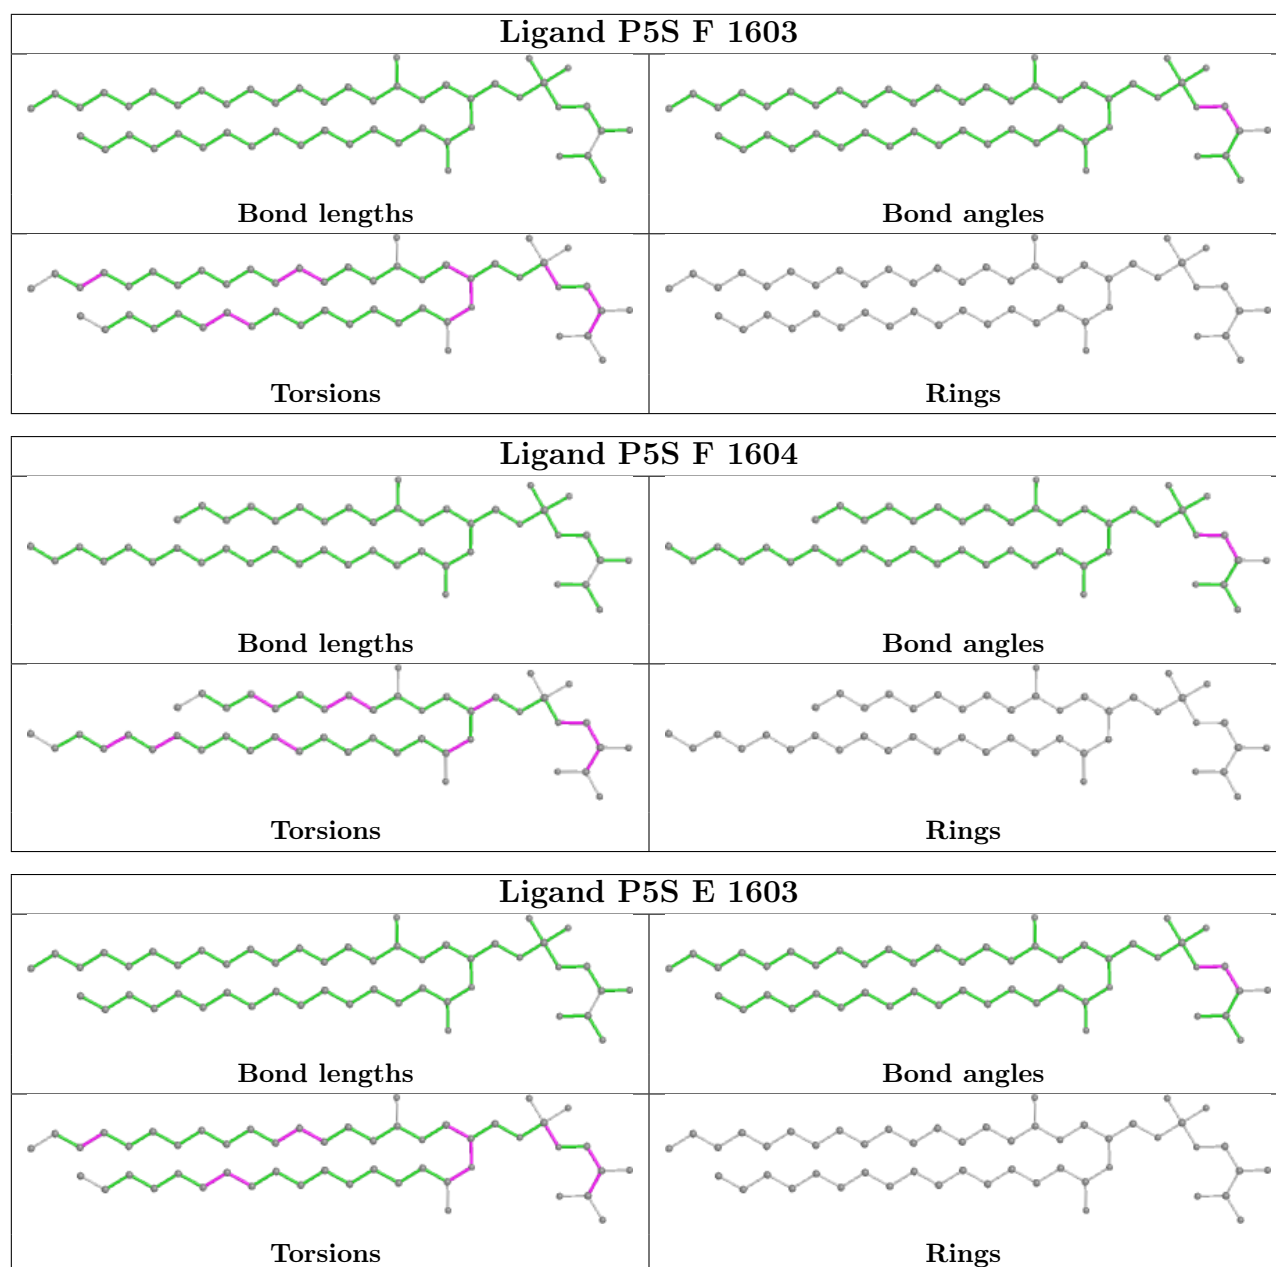 Ligand P5S F 1603
Bond lengths
Bond angles
Torsions
Rings
Ligand P5S F 1604
Bond lengths
Bond angles
Torsions
Rings
Ligand P5S E 1603
Bond lengths
Bond angles
Torsions
Rings